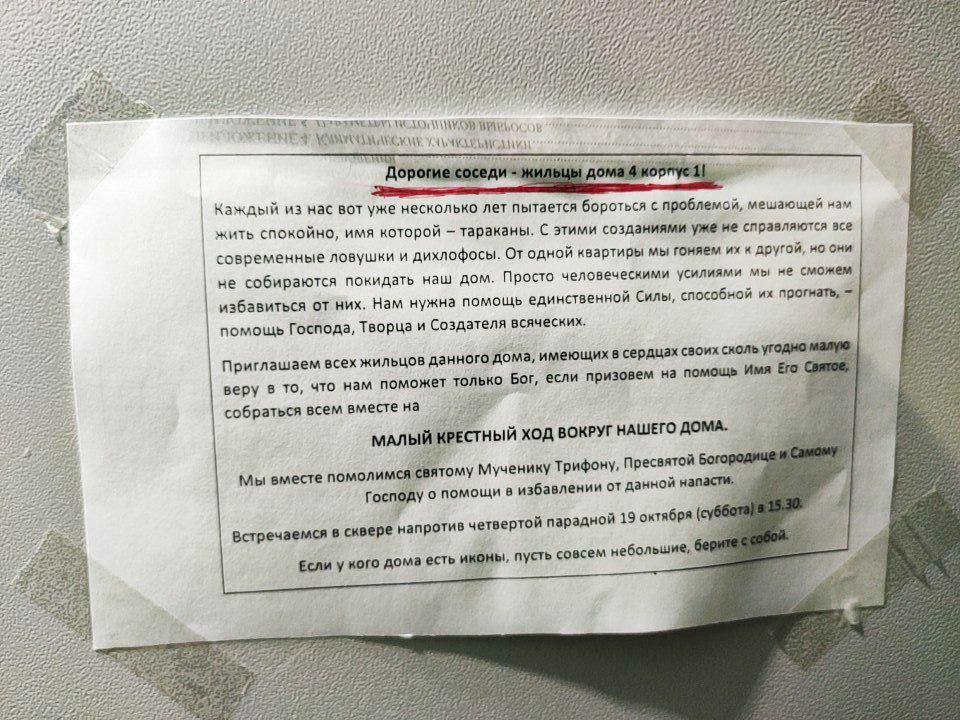 Дорогие соседи - жильцы дома 4 корпус 1!
Каждый из нас вот уже несколько лет пытается бороться с проблемой, мешающей нам
жить спокойно, имя которой – тараканы. С этими созданиями уже не справляются все
современные ловушки и дихлофосы. От одной квартиры мы гоняем их к другой, но они
не собираются покидать наш дом. Просто человеческими усилиями мы не сможем
избавиться от них. Нам нужна помощь единственной Силы, способной их прогнать, –
помощь Господа, Творца и Создателя всяческих.
Приглашаем всех жильцов данного дома, имеющих в сердцах своих сколь угодно малую
веру в то, что нам поможет только Бог, если призовем на помощь Имя Его Святое,
собраться всем вместе на
МАЛЫЙ КРЕСТНЫЙ ХОД ВОКРУГ НАШЕГО ДОМА.
Мы вместе помолимся святому Мученику Трифону, Пресвятой Богородице и Самому
Господу о помощи в избавлении от данной напасти.
Встречаемся в сквере напротив четвертой парадной 19 октября (суббота) в 15.30.
Если у кого дома есть иконы, пусть совсем небольшие, берите с собой.